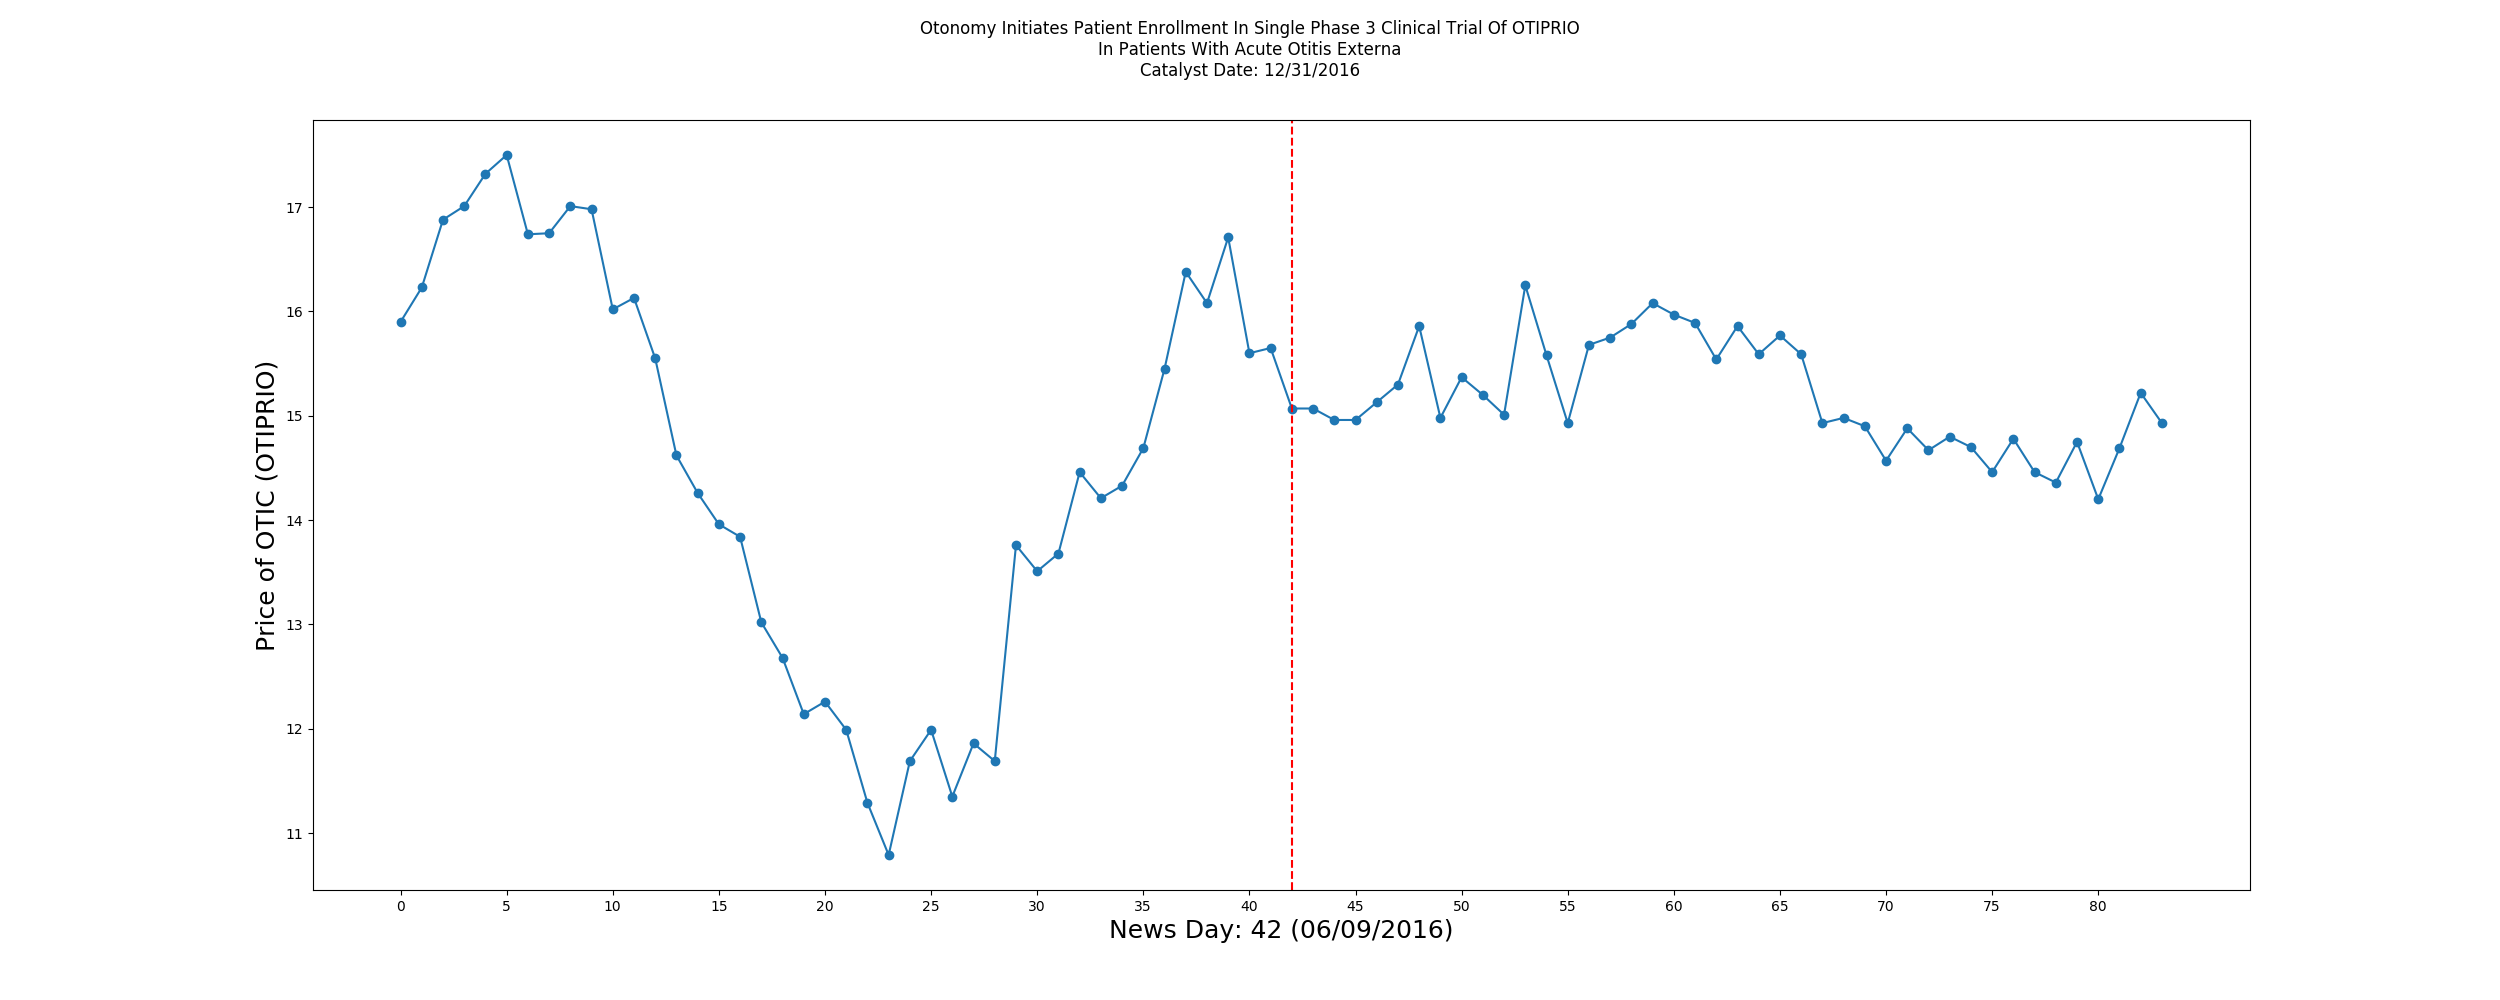 Otonomy Initiates Patient Enrollment In Single Phase 3 Clinical Trial Of OTIPRIO
In Patients With Acute Otitis Externa
Catalyst Date: 12/31/2016
Price of OTIC (OTIPRIO)
17
16
15
14
13
12
11
0 5 10 15 20 25 30 35 40 45 50 55 60 65 70 75 80
News Day: 42 (06/09/2016)